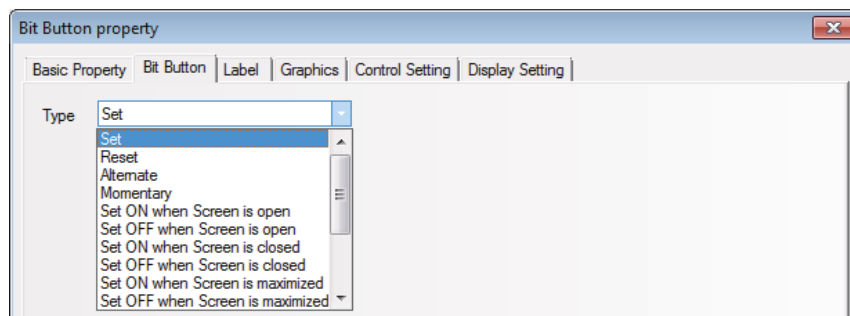 Bit Button property
Basic Property Bit Button Label Graphics Control Setting Display Setting
Type Set
Set
Reset
Alternate
Momentary
Set ON when Screen is open
Set OFF when Screen is open
Set ON when Screen is closed
Set OFF when Screen is closed
Set ON when Screen is maximized
Set OFF when Screen is maximized